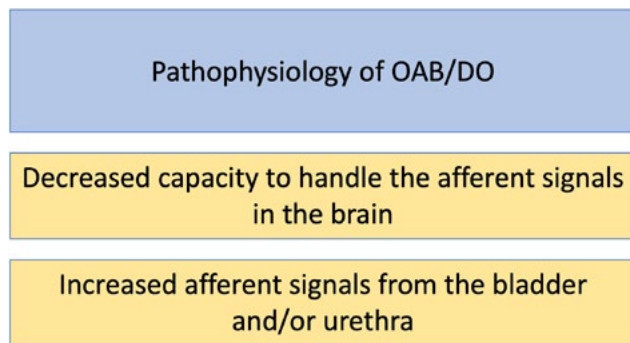 Pathophysiology of OAB/DO
Decreased capacity to handle the afferent signals
in the brain
Increased afferent signals from the bladder
and/or urethra